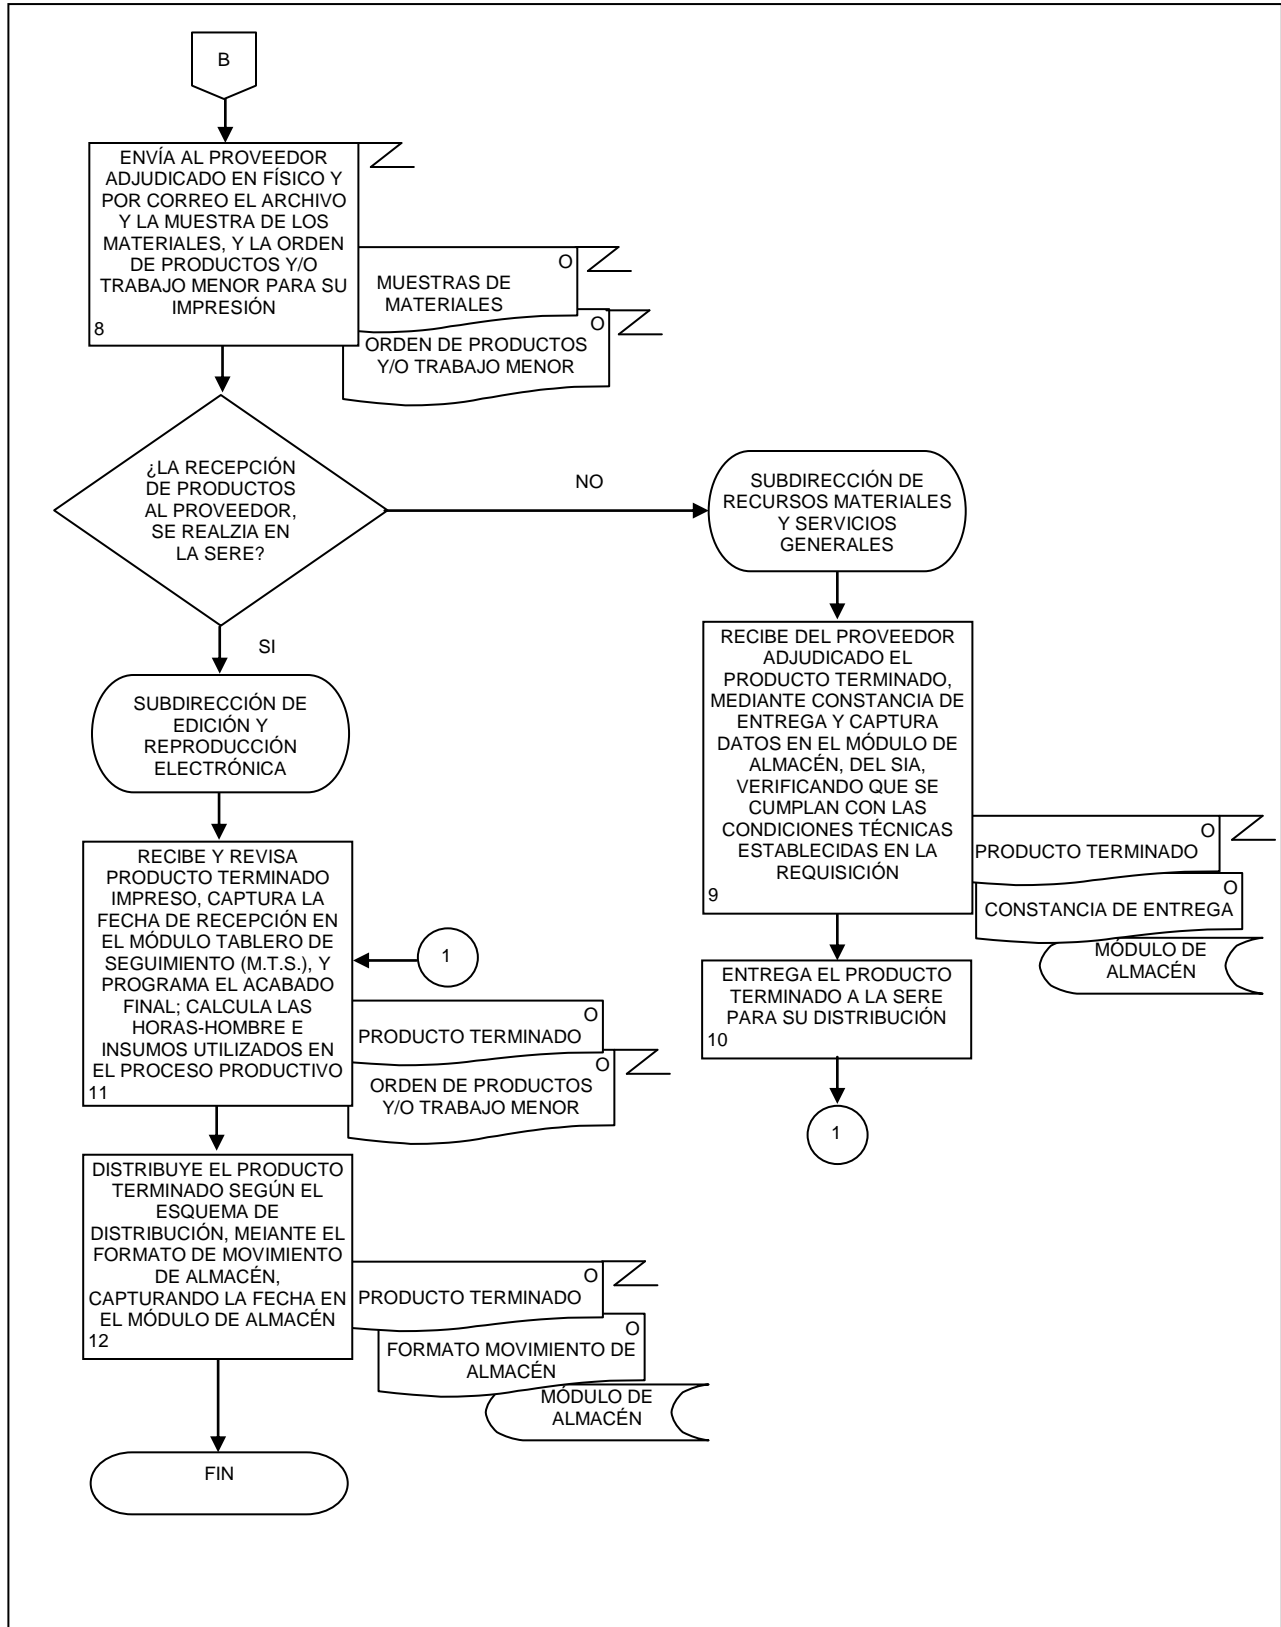 B
ENVÍA AL PROVEEDOR
ADJUDICADO EN FÍSICO Y
POR CORREO EL ARCHIVO
Y LA MUESTRA DE LOS
MATERIALES, Y LA ORDEN
DE PRODUCTOS Y/O
TRABAJO MENOR PARA SU
IMPRESIÓN
8
O
MUESTRAS DE
MATERIALES
O
ORDEN DE PRODUCTOS
Y/O TRABAJO MENOR
¿LA RECEPCIÓN
DE PRODUCTOS
AL PROVEEDOR,
SE REALZIA EN
LA SERE?
NO
SUBDIRECCIÓN DE
RECURSOS MATERIALES
Y SERVICIOS
GENERALES
RECIBE DEL PROVEEDOR
ADJUDICADO EL
PRODUCTO TERMINADO,
MEDIANTE CONSTANCIA DE
ENTREGA Y CAPTURA
DATOS EN EL MÓDULO DE
ALMACÉN, DEL SIA,
VERIFICANDO QUE SE
CUMPLAN CON LAS
CONDICIONES TÉCNICAS
ESTABLECIDAS EN LA
REQUISICIÓN
9
O
PRODUCTO TERMINADO
O
CONSTANCIA DE ENTREGA
MÓDULO DE
ALMACÉN
ENTREGA EL PRODUCTO
TERMINADO A LA SERE
PARA SU DISTRIBUCIÓN
10
1
SI
SUBDIRECCIÓN DE
EDICIÓN Y
REPRODUCCIÓN
ELECTRÓNICA
RECIBE Y REVISA
PRODUCTO TERMINADO
IMPRESO, CAPTURA LA
FECHA DE RECEPCIÓN EN
EL MÓDULO TABLERO DE
SEGUIMIENTO (M.T.S.), Y
PROGRAMA EL ACABADO
FINAL; CALCULA LAS
HORAS-HOMBRE E
INSUMOS UTILIZADOS EN
EL PROCESO PRODUCTIVO
11
1
O
PRODUCTO TERMINADO
O
ORDEN DE PRODUCTOS
Y/O TRABAJO MENOR
DISTRIBUYE EL PRODUCTO
TERMINADO SEGÚN EL
ESQUEMA DE
DISTRIBUCIÓN, MEIANTE EL
FORMATO DE MOVIMIENTO
DE ALMACÉN,
CAPTURANDO LA FECHA EN
EL MÓDULO DE ALMACÉN
12
O
PRODUCTO TERMINADO
O
FORMATO MOVIMIENTO DE
ALMACÉN
MÓDULO DE
ALMACÉN
FIN